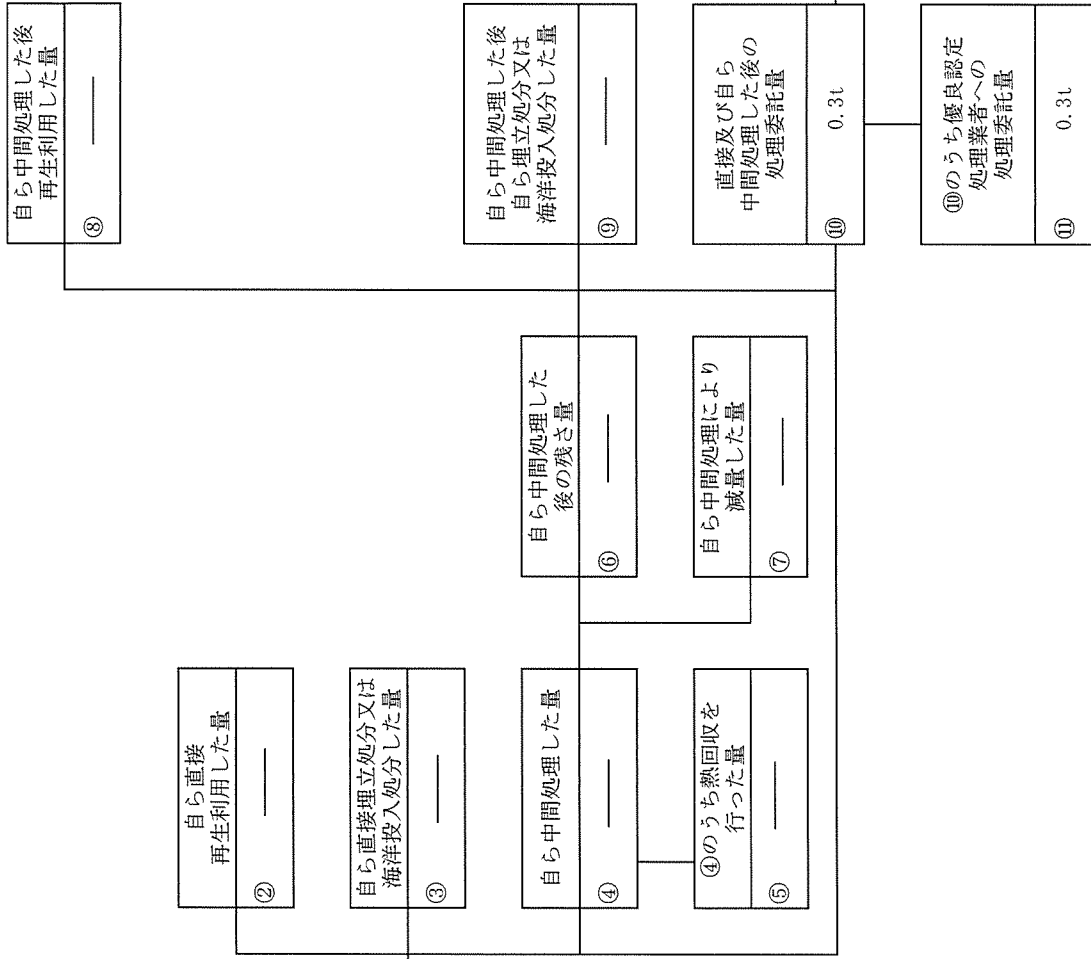 自ら直接
再生利用した量
②
自ら直接埋立処分又は
海洋投入処分した量
③
自ら中間処理した量
④
④のうち熱回収を
行った量
⑤
自ら中間処理した
後の残さ量
⑥
自ら中間処理により
減量した量
⑦
自ら中間処理した後
再生利用した量
⑧
自ら中間処理した後
自ら埋立処分又は
海洋投入処分した量
⑨
直接及び自ら
中間処理した後の
処理委託量
⑩ 0.3t
⑩のうち優良認定
処理業者への
処理委託量
⑪ 0.3t